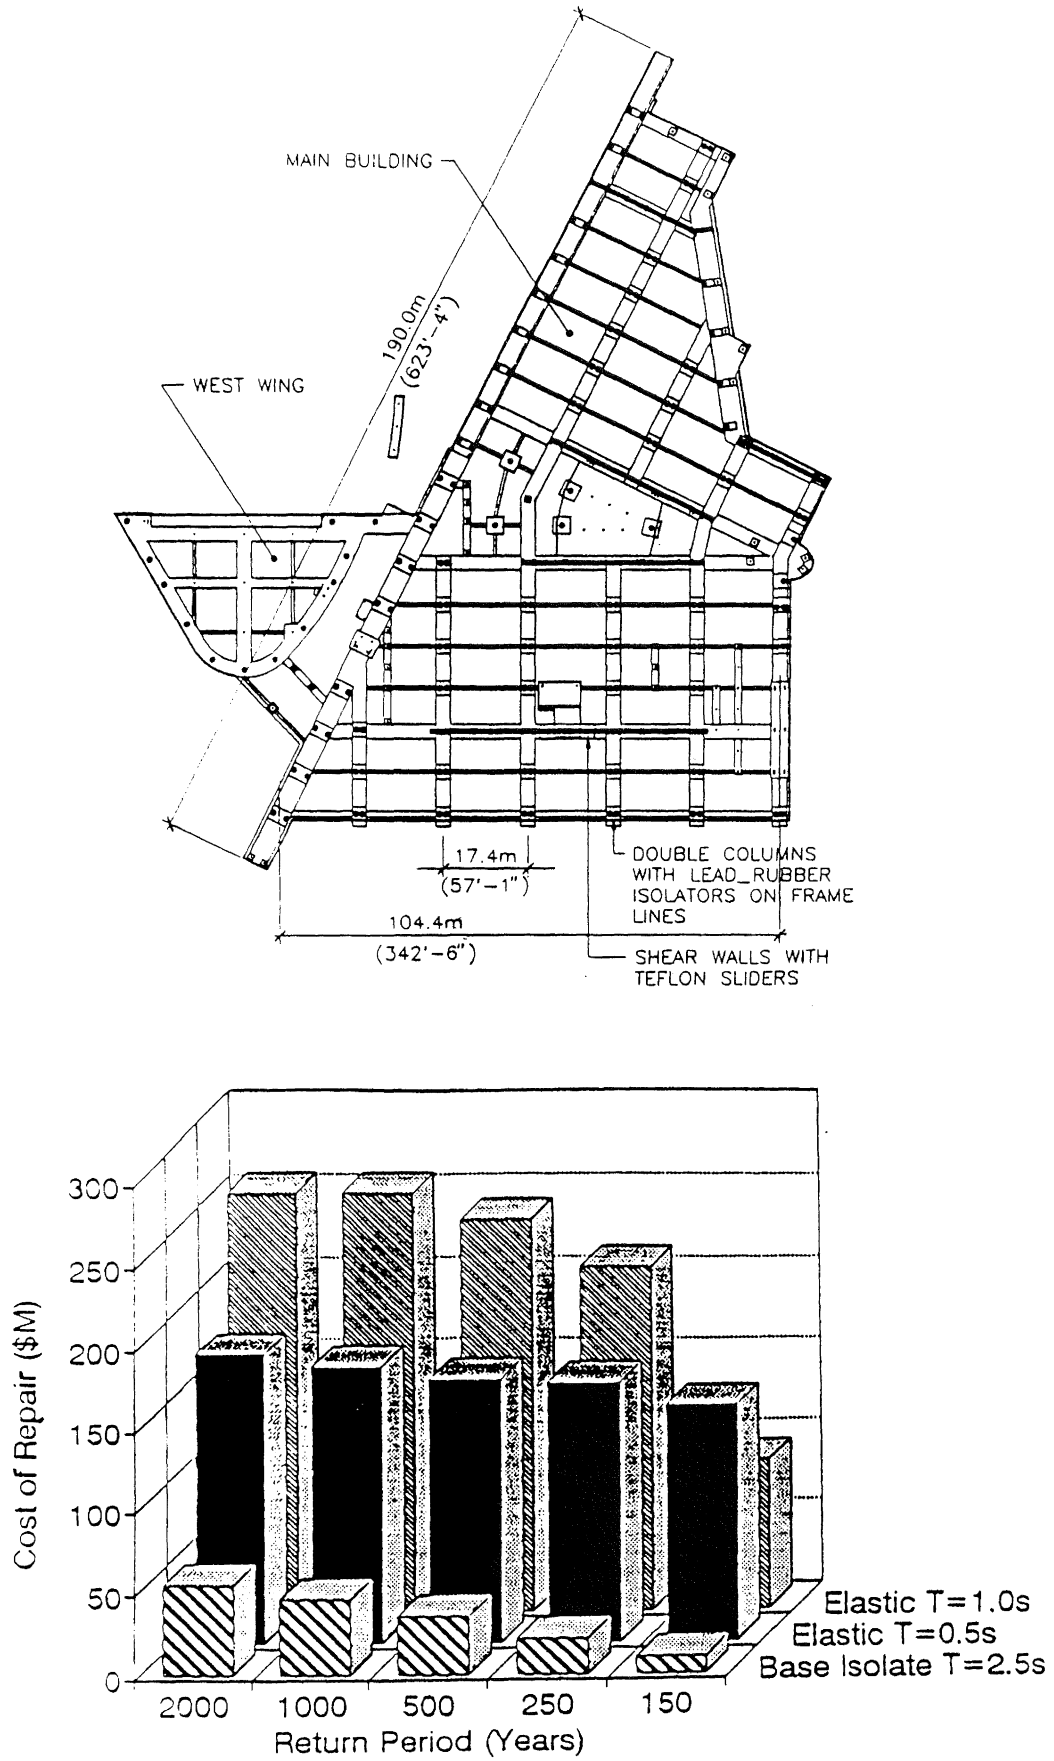 MAIN BUILDING
190.0m
(623'-4")
WEST WING
17.4m
(57'-1")
DOUBLE COLUMNS
WITH LEAD_RUBBER
ISOLATORS ON FRAME
LINES
104.4m
(342'-6")
SHEAR WALLS WITH
TEFLON SLIDERS
300
250
200
150
100
50
0
Cost of Repair ($M)
Elastic T=1.0s
Elastic T=0.5s
Base Isolate T=2.5s
2000 1000 500 250 150
Return Period (Years)